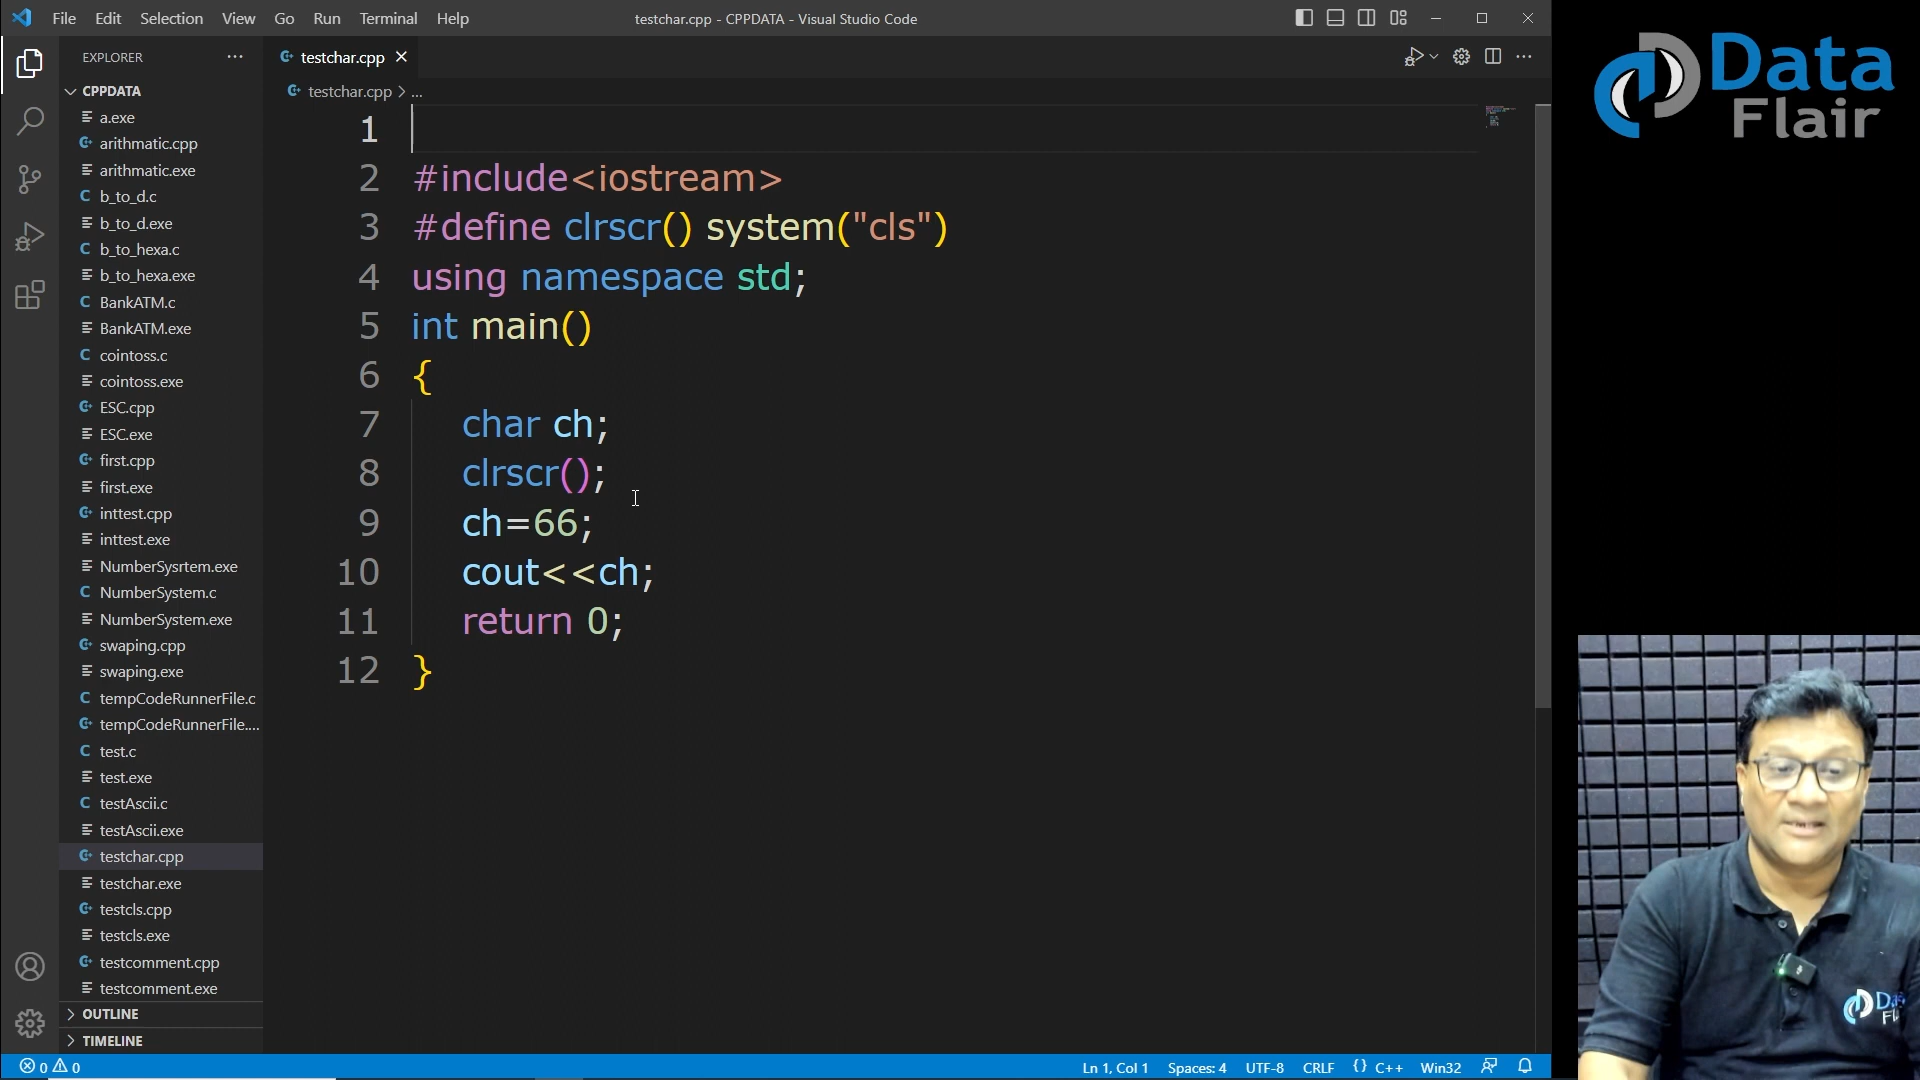 File Edit Selection View Go Run Terminal Help
testchar.cpp - CPPDATA - Visual Studio Code
EXPLORER
CPPDATA
a.exe
arithmatic.cpp
arithmatic.exe
b_to_d.c
b_to_d.exe
b_to_hexa.c
b_to_hexa.exe
BankATM.c
BankATM.exe
cointoss.c
cointoss.exe
ESC.cpp
ESC.exe
first.cpp
first.exe
inttest.cpp
inttest.exe
NumberSysrtem.exe
NumberSystem.c
NumberSystem.exe
swaping.cpp
swaping.exe
tempCodeRunnerFile.c
tempCodeRunnerFile....
test.c
test.exe
testAscii.c
testAscii.exe
testchar.cpp
testchar.exe
testcls.cpp
testcls.exe
testcomment.cpp
testcomment.exe
OUTLINE
TIMELINE
testchar.cpp
testchar.cpp > ...
1
2 #include<iostream>
3 #define clrscr() system("cls")
4 using namespace std;
5 int main()
6 {
7 char ch;
8 clrscr();
9 ch=66;
10 cout<<ch;
11 return 0;
12 }
0 0
Ln 1, Col 1 Spaces: 4 UTF-8 CRLF {} C++ Win32
Data
Flair